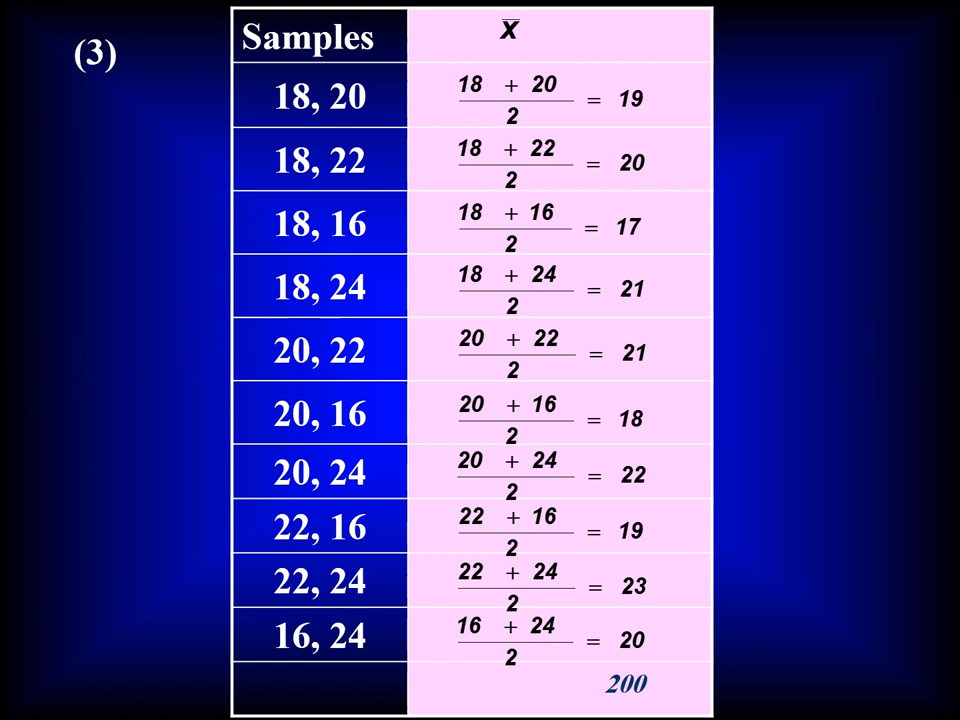 (3)
Samples x̅
18, 20 18 + 20 / 2 = 19
18, 22 18 + 22 / 2 = 20
18, 16 18 + 16 / 2 = 17
18, 24 18 + 24 / 2 = 21
20, 22 20 + 22 / 2 = 21
20, 16 20 + 16 / 2 = 18
20, 24 20 + 24 / 2 = 22
22, 16 22 + 16 / 2 = 19
22, 24 22 + 24 / 2 = 23
16, 24 16 + 24 / 2 = 20
200